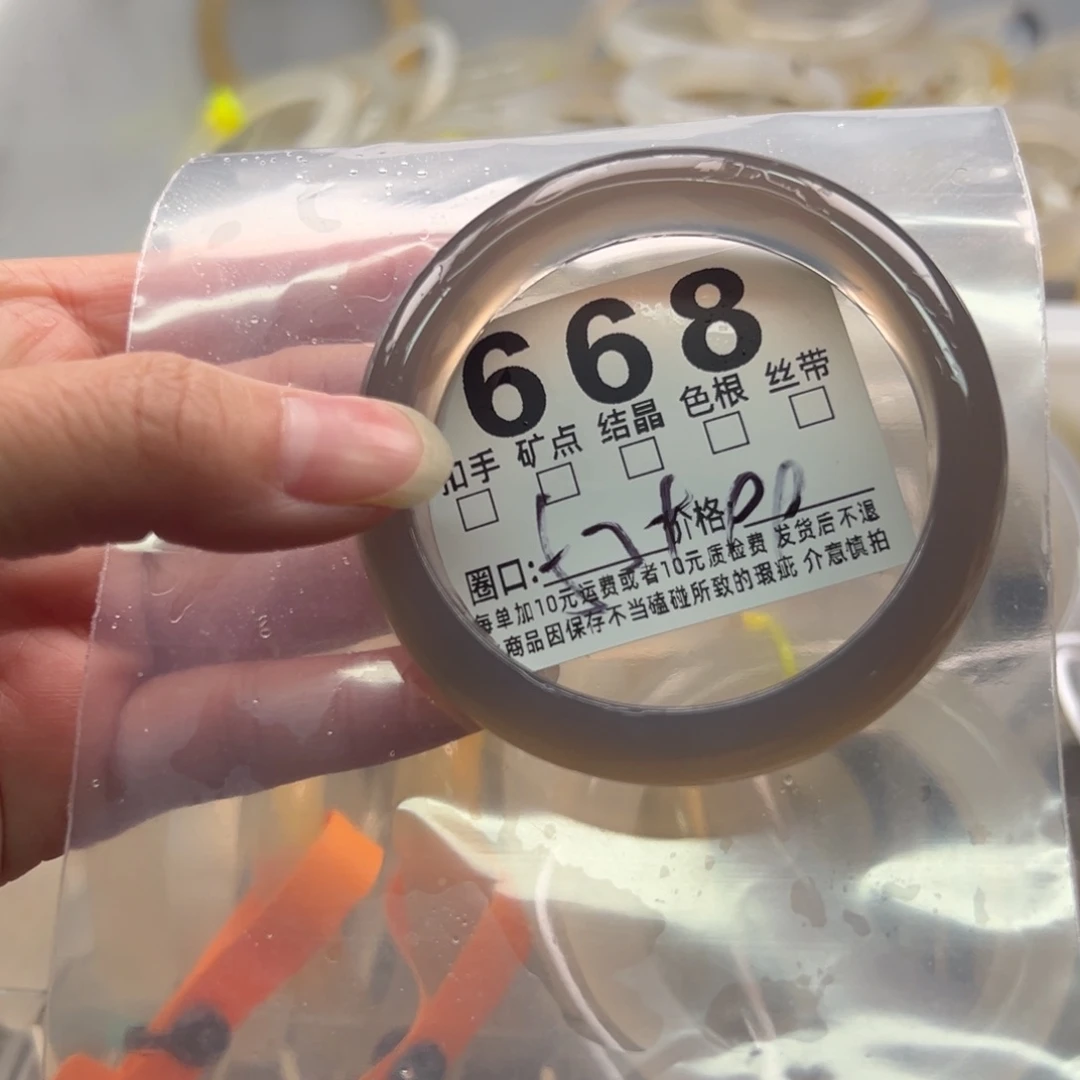 668
扣手 矿点 结晶 色根 丝带
圈口: 价格:
每单加10元运费或者10元质检费 发货后不退
商品因保存不当磕碰所致的瑕疵 介意慎拍